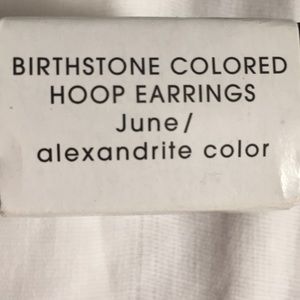 BIRTHSTONE COLORED
HOOP EARRINGS
June/
alexandrite color